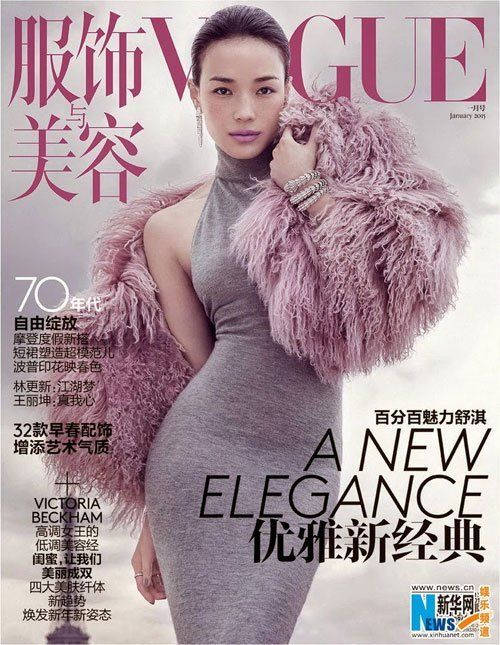 服饰 VOGUE
与
美容
一月号
January 2015
70年代
自由绽放
摩登度假新搭
短裙塑造超模范儿
波普印花映春色
林更新：江湖梦
王丽坤：真我心
32款早春配饰
增添艺术气质
+
VICTORIA
BECKHAM
高调女王的
低调美容经
闺蜜，让我们
美丽成双
四大美肤纤体
新趋势
焕发新年新姿态
百分百魅力舒淇
A NEW
ELEGANCE
优雅新经典
www.news.cn
NEWS 新华网
www.xinhuanet.com
娱乐频道